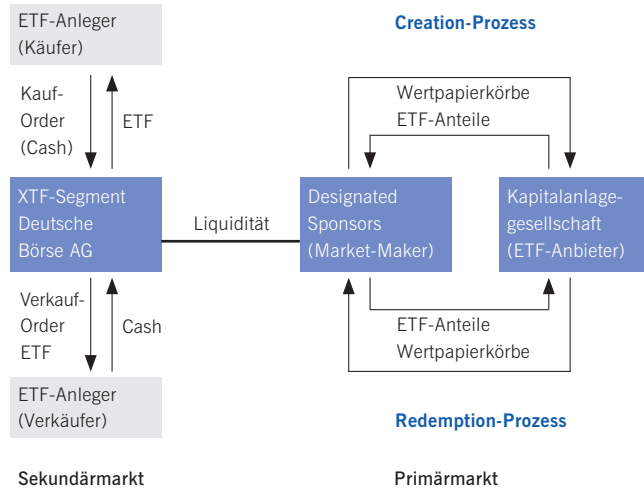 ETF-Anleger
(Käufer)
Creation-Prozess
Kauf-
Order
(Cash)
ETF
Wertpapierkörbe
ETF-Anteile
XTF-Segment
Deutsche
Börse AG
Liquidität
Designated
Sponsors
(Market-Maker)
Kapitalanlage-
gesellschaft
(ETF-Anbieter)
Verkauf-
Order
ETF
Cash
ETF-Anteile
Wertpapierkörbe
ETF-Anleger
(Verkäufer)
Redemption-Prozess
Sekundärmarkt
Primärmarkt